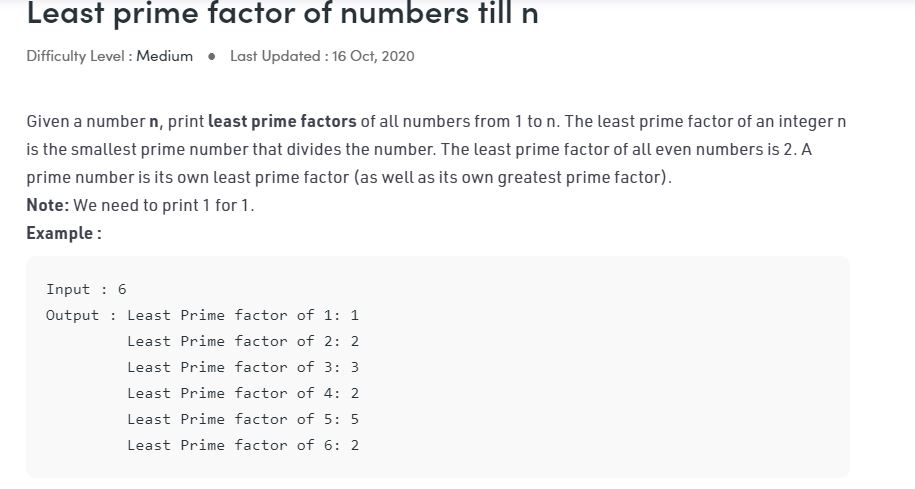 Least prime factor of numbers till n
Difficulty Level : Medium ● Last Updated : 16 Oct, 2020
Given a number n, print least prime factors of all numbers from 1 to n. The least prime factor of an integer n
is the smallest prime number that divides the number. The least prime factor of all even numbers is 2. A
prime number is its own least prime factor (as well as its own greatest prime factor).
Note: We need to print 1 for 1.
Example :
Input : 6
Output : Least Prime factor of 1: 1
Least Prime factor of 2: 2
Least Prime factor of 3: 3
Least Prime factor of 4: 2
Least Prime factor of 5: 5
Least Prime factor of 6: 2